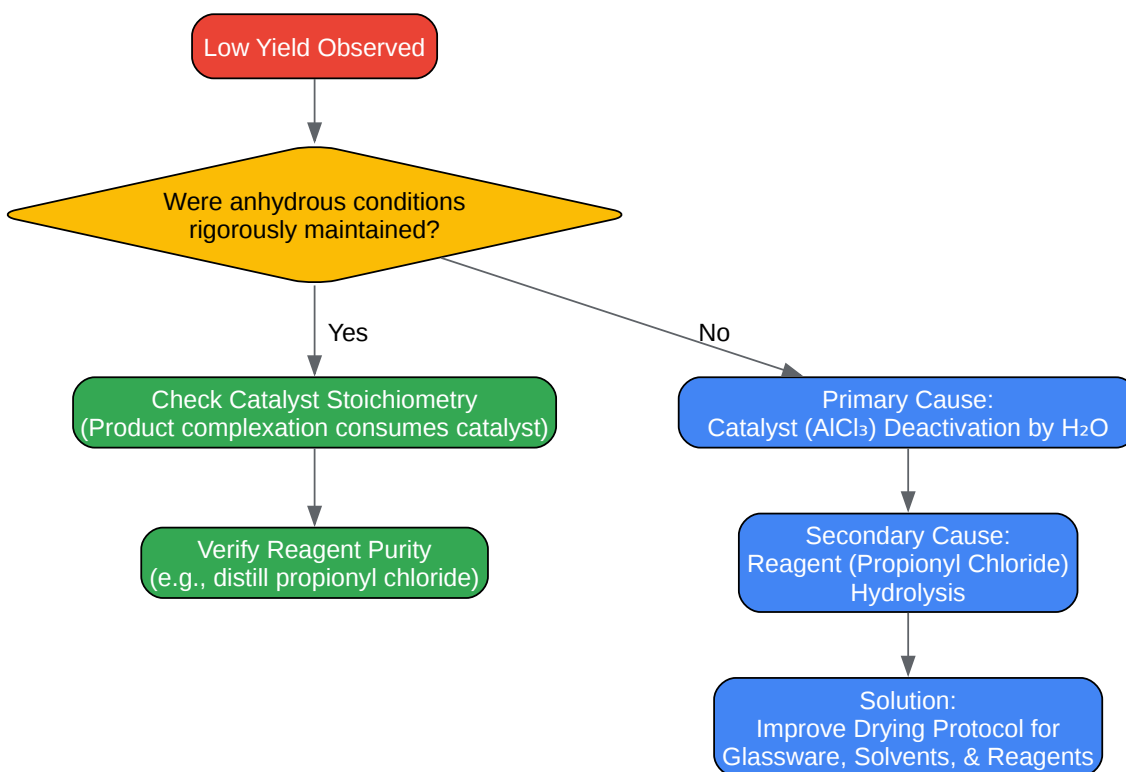 Low Yield Observed
Were anhydrous conditions
rigorously maintained?
Yes
No
Check Catalyst Stoichiometry
(Product complexation consumes catalyst)
Primary Cause:
Catalyst (AlCl₃) Deactivation by H₂O
Verify Reagent Purity
(e.g., distill propionyl chloride)
Secondary Cause:
Reagent (Propionyl Chloride)
Hydrolysis
Solution:
Improve Drying Protocol for
Glassware, Solvents, & Reagents